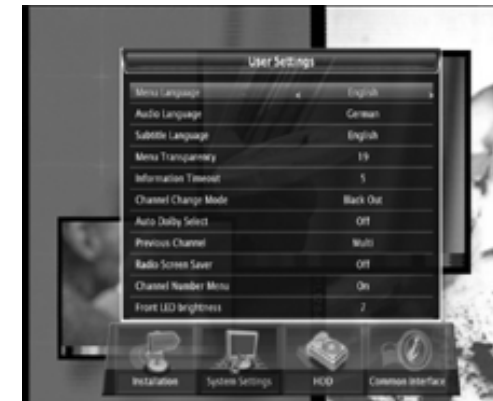 User Settings
Menu Language English
Audio Language German
Subtitle Language English
Menu Transparency 19
Information Timeout 5
Channel Change Mode Black Out
Auto Dolby Select Off
Previous Channel Multi
Radio Screen Saver Off
Channel Number Menu On
Front LED brightness 2
Installation System Settings HDD Common Interface